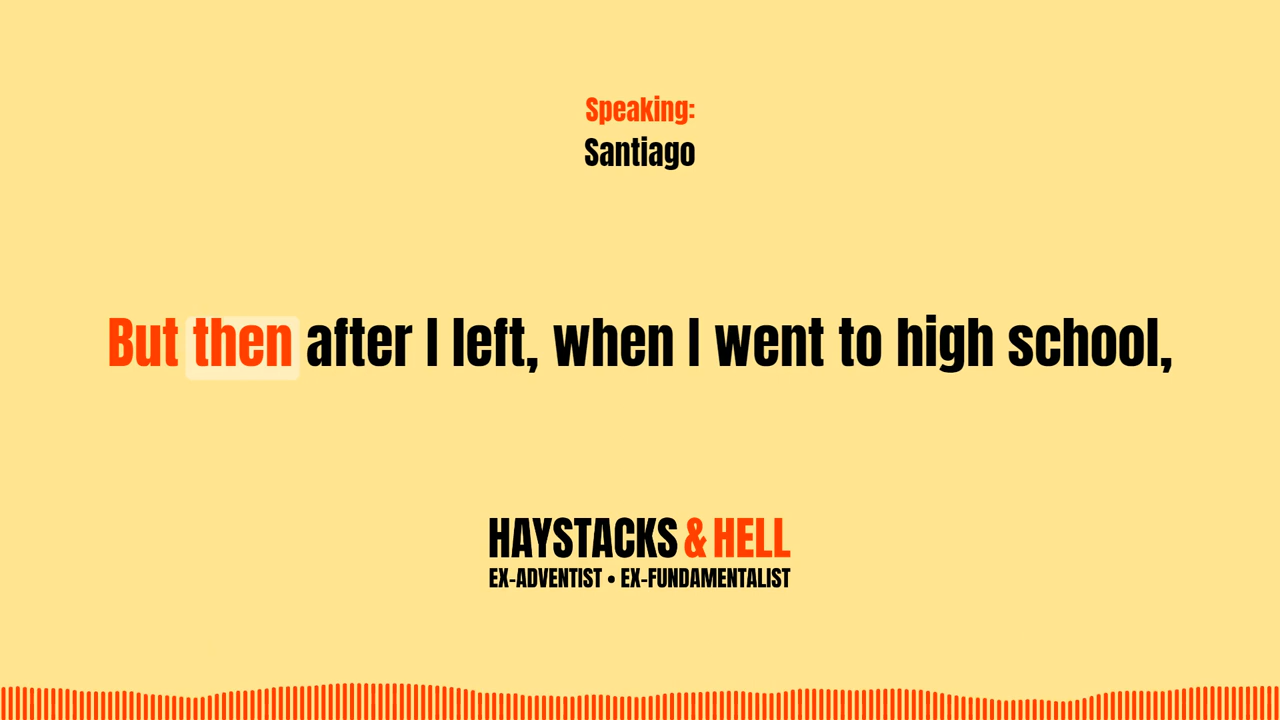 Speaking:
Santiago
But then after I left, when I went to high school,
HAYSTACKS & HELL
EX-ADVENTIST • EX-FUNDAMENTALIST